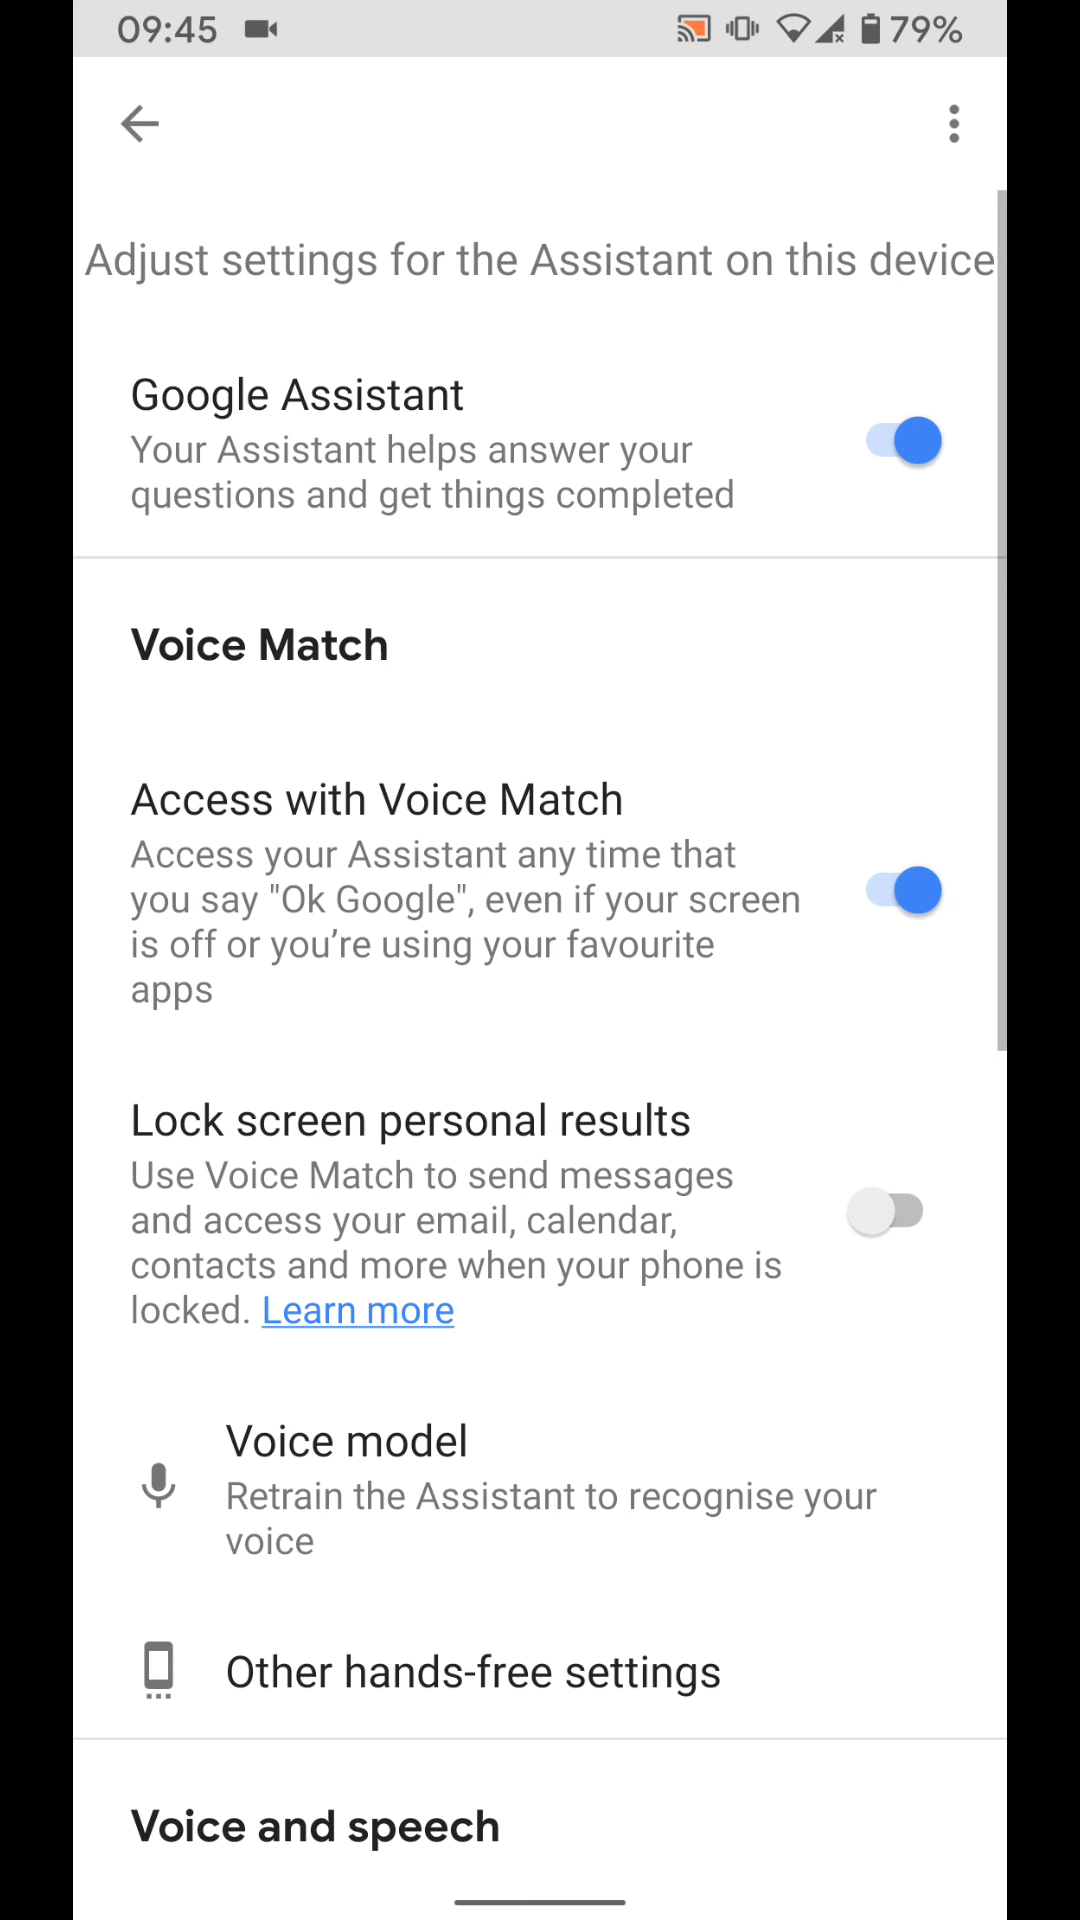 09:45
79%
Adjust settings for the Assistant on this device
Google Assistant
Your Assistant helps answer your
questions and get things completed
Voice Match
Access with Voice Match
Access your Assistant any time that
you say "Ok Google", even if your screen
is off or you’re using your favourite
apps
Lock screen personal results
Use Voice Match to send messages
and access your email, calendar,
contacts and more when your phone is
locked. Learn more
Voice model
Retrain the Assistant to recognise your
voice
Other hands-free settings
Voice and speech